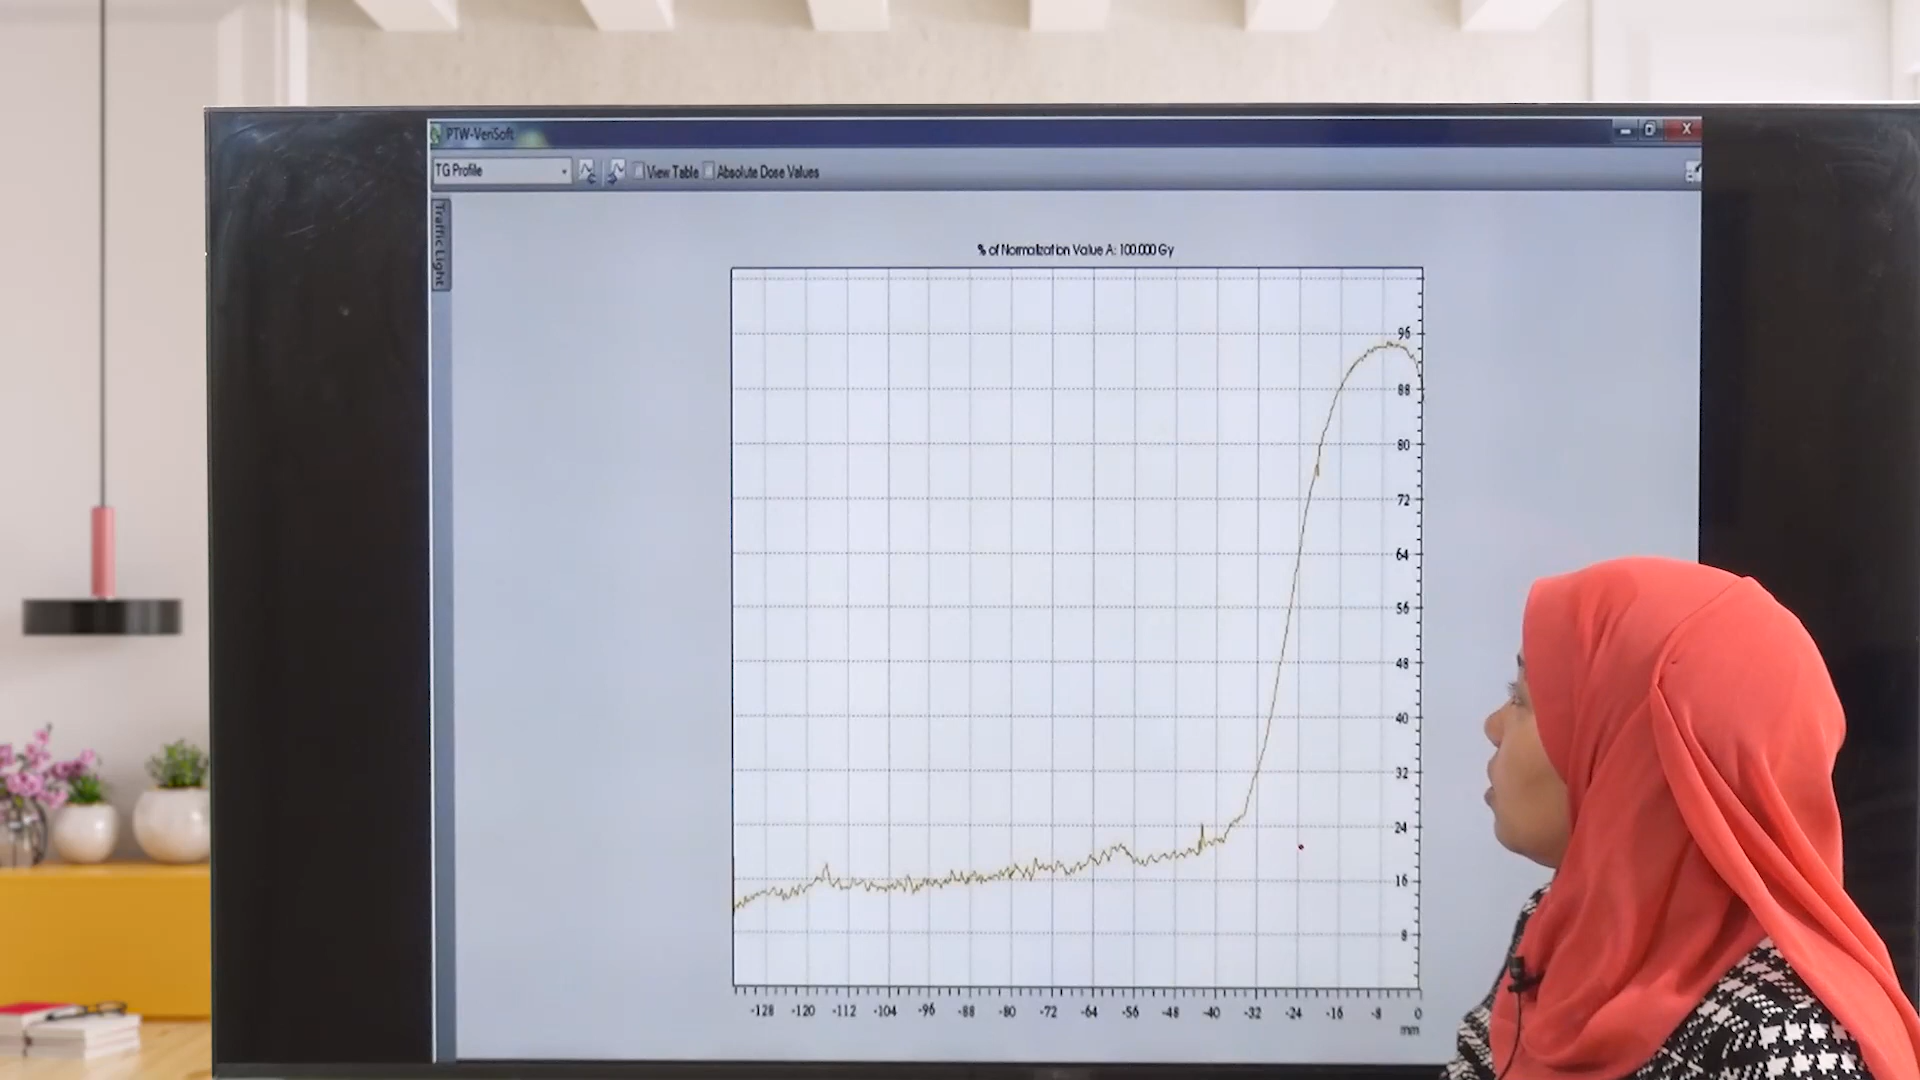 PTW-VeriSoft
TG Profile
View Table
Absolute Dose Values
Traffic Light
% of Normalization Value A: 100.000 Gy
96
88
80
72
64
56
48
40
32
24
16
8
-128 -120 -112 -104 -96 -88 -80 -72 -64 -56 -48 -40 -32 -24 -16 -8 0
mm